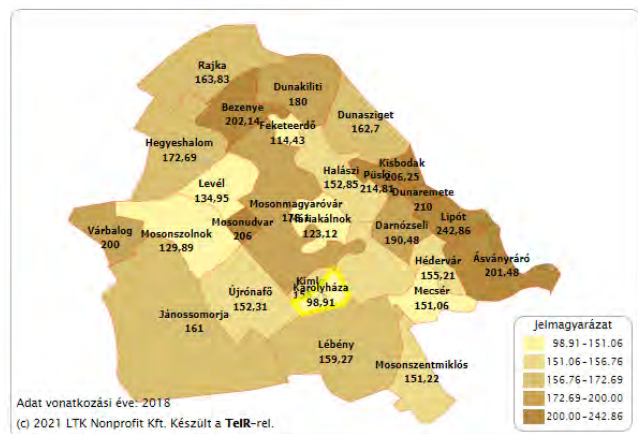 Rajka
163,83
Dunakiliti
180
Bezenye
202,14
Feketeerdő
114,43
Dunasziget
162,7
Hegyeshalom
172,69
Halászi
152,85
Kisbodak
206,25
Püski
214,81
Levél
134,95
Dunaremete
210
Mosonmagyaróvár
Máriakálnok
123,12
Lipót
242,86
Mosonudvar
206
Várbalog
200
Mosonszolnok
129,89
Darnózseli
190,48
Ásványráró
201,48
Hédervár
155,21
Mecsér
151,06
Újrónafő
152,31
Károlyháza
98,91
Jánossomorja
161
Lébény
159,27
Mosonszentmiklós
151,22
Jelmagyarázat
98.91-151.06
151.06-156.76
156.76-172.69
172.69-200.00
200.00-242.86
Adat vonatkozási éve: 2018
(c) 2021 LTK Nonprofit Kft. Készült a TeIR-rel.